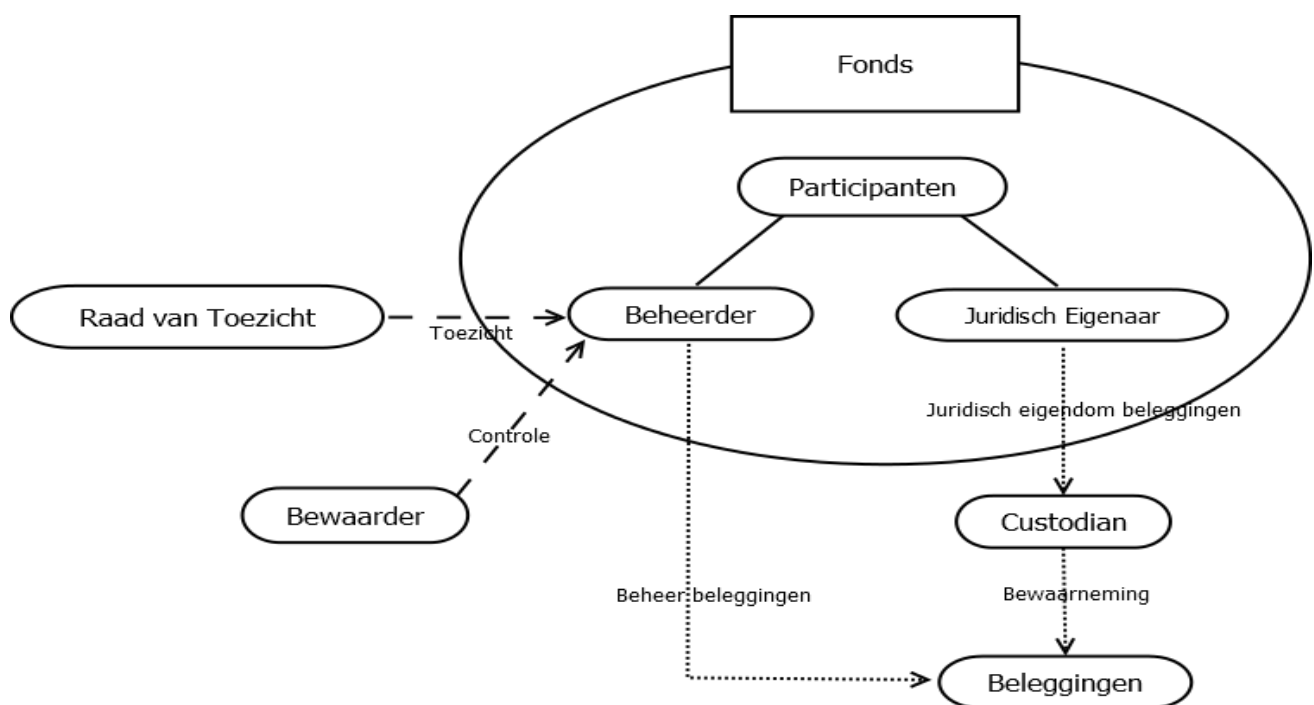 Fonds
Participanten
Raad van Toezicht
Toezicht
Beheerder
Juridisch Eigenaar
Juridisch eigendom beleggingen
Controle
Bewaarder
Custodian
Beheer beleggingen
Bewaarneming
Beleggingen